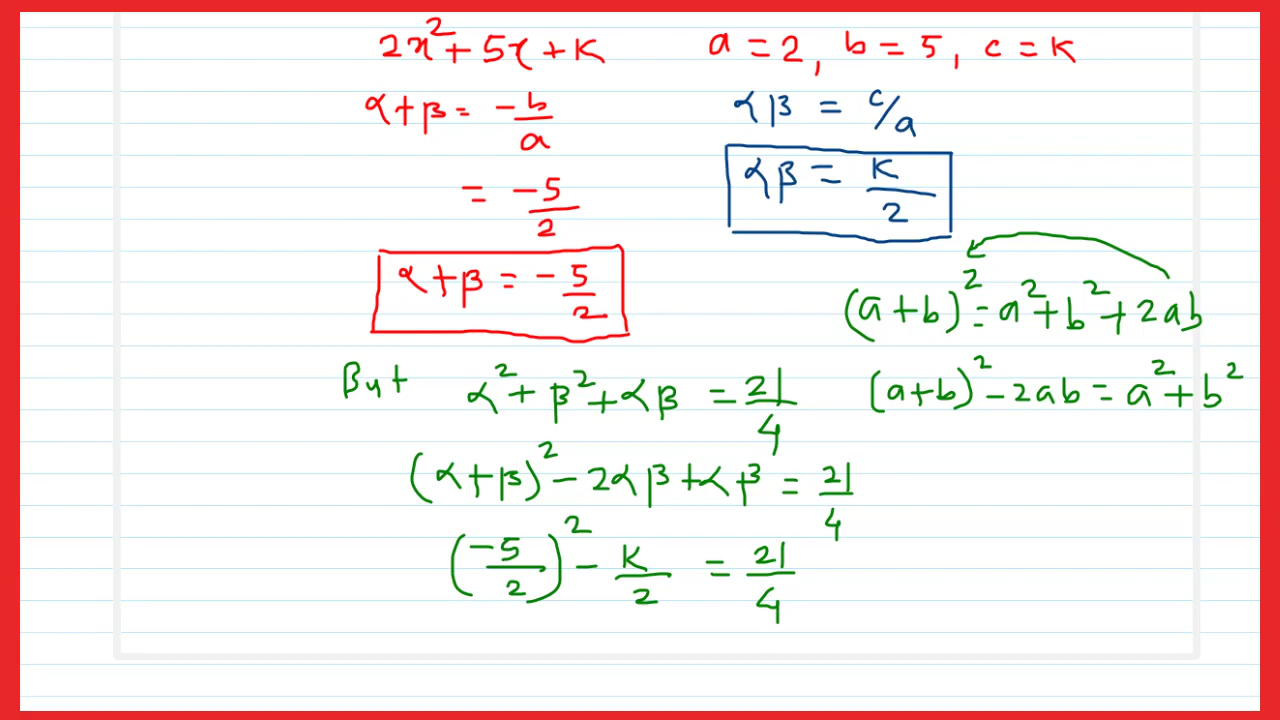 2x² + 5x + K
a = 2, b = 5, c = K
α + β = -b/a
αβ = c/a
= -5/2
αβ = K/2
α + β = -5/2
(a + b)² = a² + b² + 2ab
But α² + β² + αβ = 21/4
(a + b)² - 2ab = a² + b²
(α + β)² - 2αβ + αβ = 21/4
(-5/2)² - K/2 = 21/4